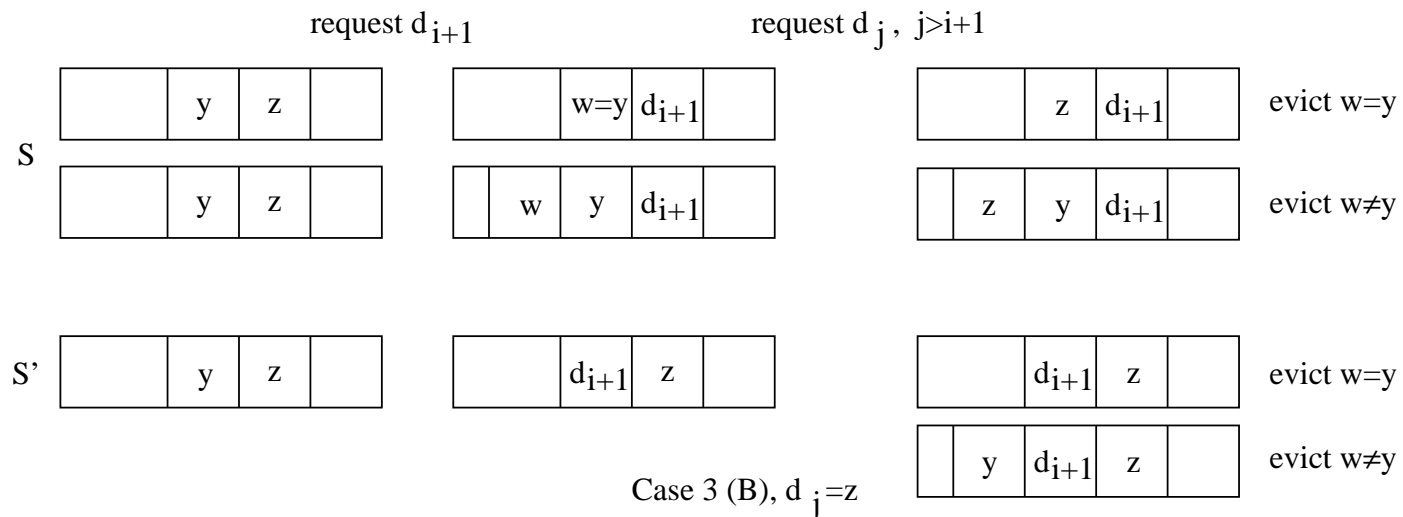 request d i+1 request d j , j>i+1
y z w=y d i+1 z d i+1 evict w=y
S
y z w y d i+1 z y d i+1 evict w≠y
S' y z d i+1 z d i+1 z evict w=y
y d i+1 z evict w≠y
Case 3 (B), d j =z